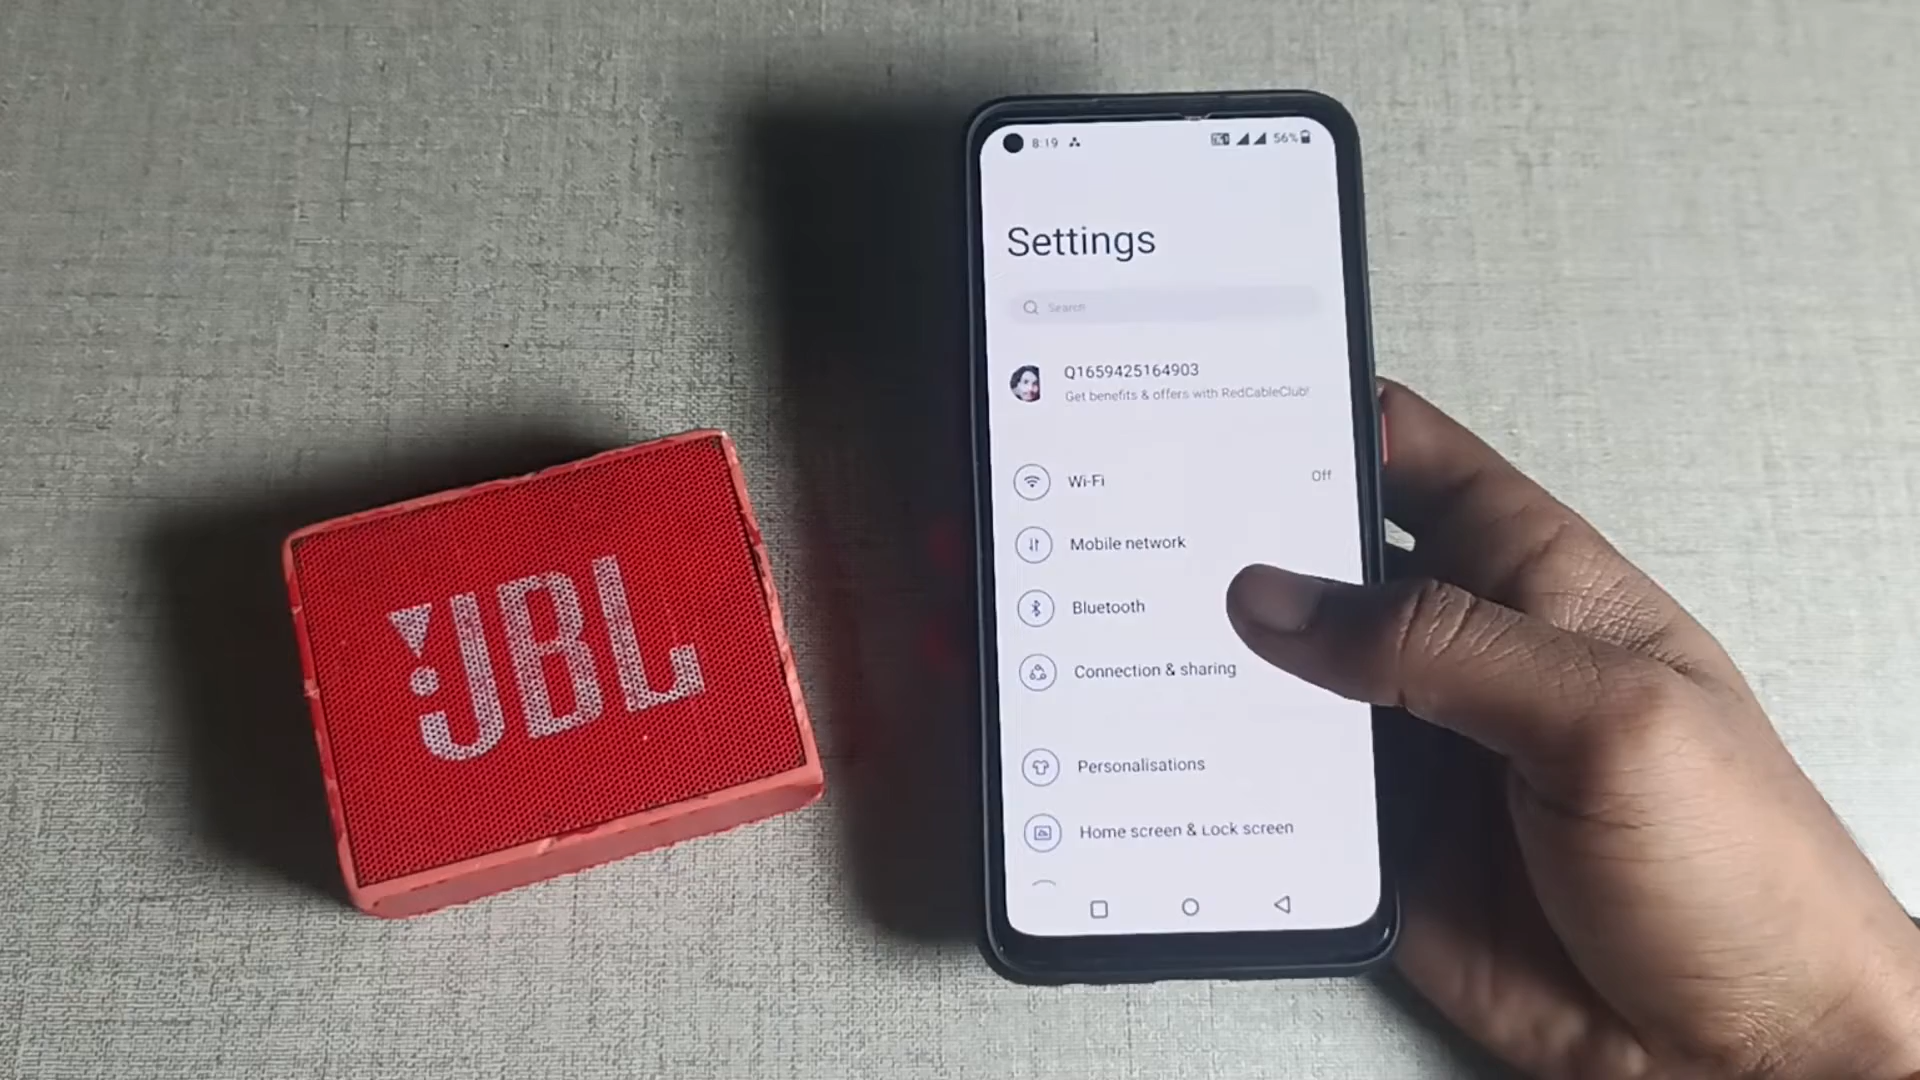 JBL
8:19
56%
Settings
Search
Q1659425164903
Get benefits & offers with RedCableClub!
Wi-Fi
Off
Mobile network
Bluetooth
Connection & sharing
Personalisations
Home screen & Lock screen